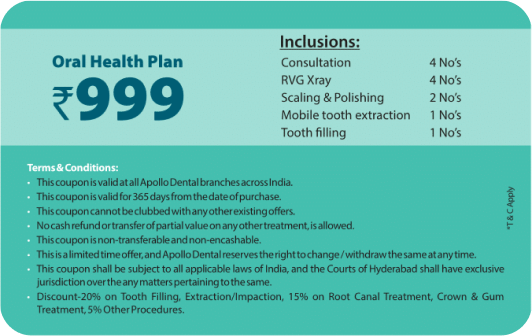 Oral Health Plan
₹999
Inclusions:
Consultation 4 No's
RVG Xray 4 No's
Scaling & Polishing 2 No's
Mobile tooth extraction 1 No's
Tooth filling 1 No's
Terms & Conditions:
• This coupon is valid at all Apollo Dental branches across India.
• This coupon is valid for 365 days from the date of purchase.
• This coupon cannot be clubbed with any other existing offers.
• No cash refund or transfer of partial value on any other treatment, is allowed.
• This coupon is non-transferable and non-encashable.
• This is a limited time offer, and Apollo Dental reserves the right to change / withdraw the same at any time.
• This coupon shall be subject to all applicable laws of India, and the Courts of Hyderabad shall have exclusive
jurisdiction over the any matters pertaining to the same.
• Discount-20% on Tooth Filling, Extraction/Impaction, 15% on Root Canal Treatment, Crown & Gum
Treatment, 5% Other Procedures.
*T & C Apply